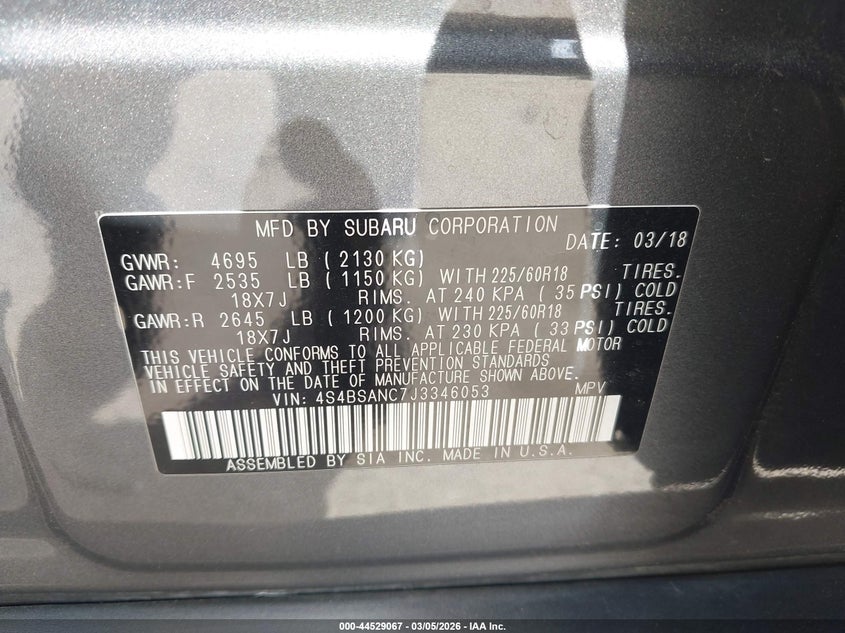 MFD BY SUBARU CORPORATION
DATE: 03/18
GVWR: 4695 LB ( 2130 KG)
GAWR:F 2535 LB ( 1150 KG) WITH 225/60R18 TIRES.
18X7J RIMS. AT 240 KPA ( 35 PSI) COLD
GAWR:R 2645 LB ( 1200 KG) WITH 225/60R18 TIRES.
18X7J RIMS. AT 230 KPA ( 33 PSI) COLD
THIS VEHICLE CONFORMS TO ALL APPLICABLE FEDERAL MOTOR
VEHICLE SAFETY AND THEFT PREVENTION STANDARDS
IN EFFECT ON THE DATE OF MANUFACTURE SHOWN ABOVE.
VIN: 4S4BSANC7J3346053 MPV
ASSEMBLED BY SIA INC. MADE IN U.S.A.
000-44529067 - 03/05/2026 - IAA Inc.